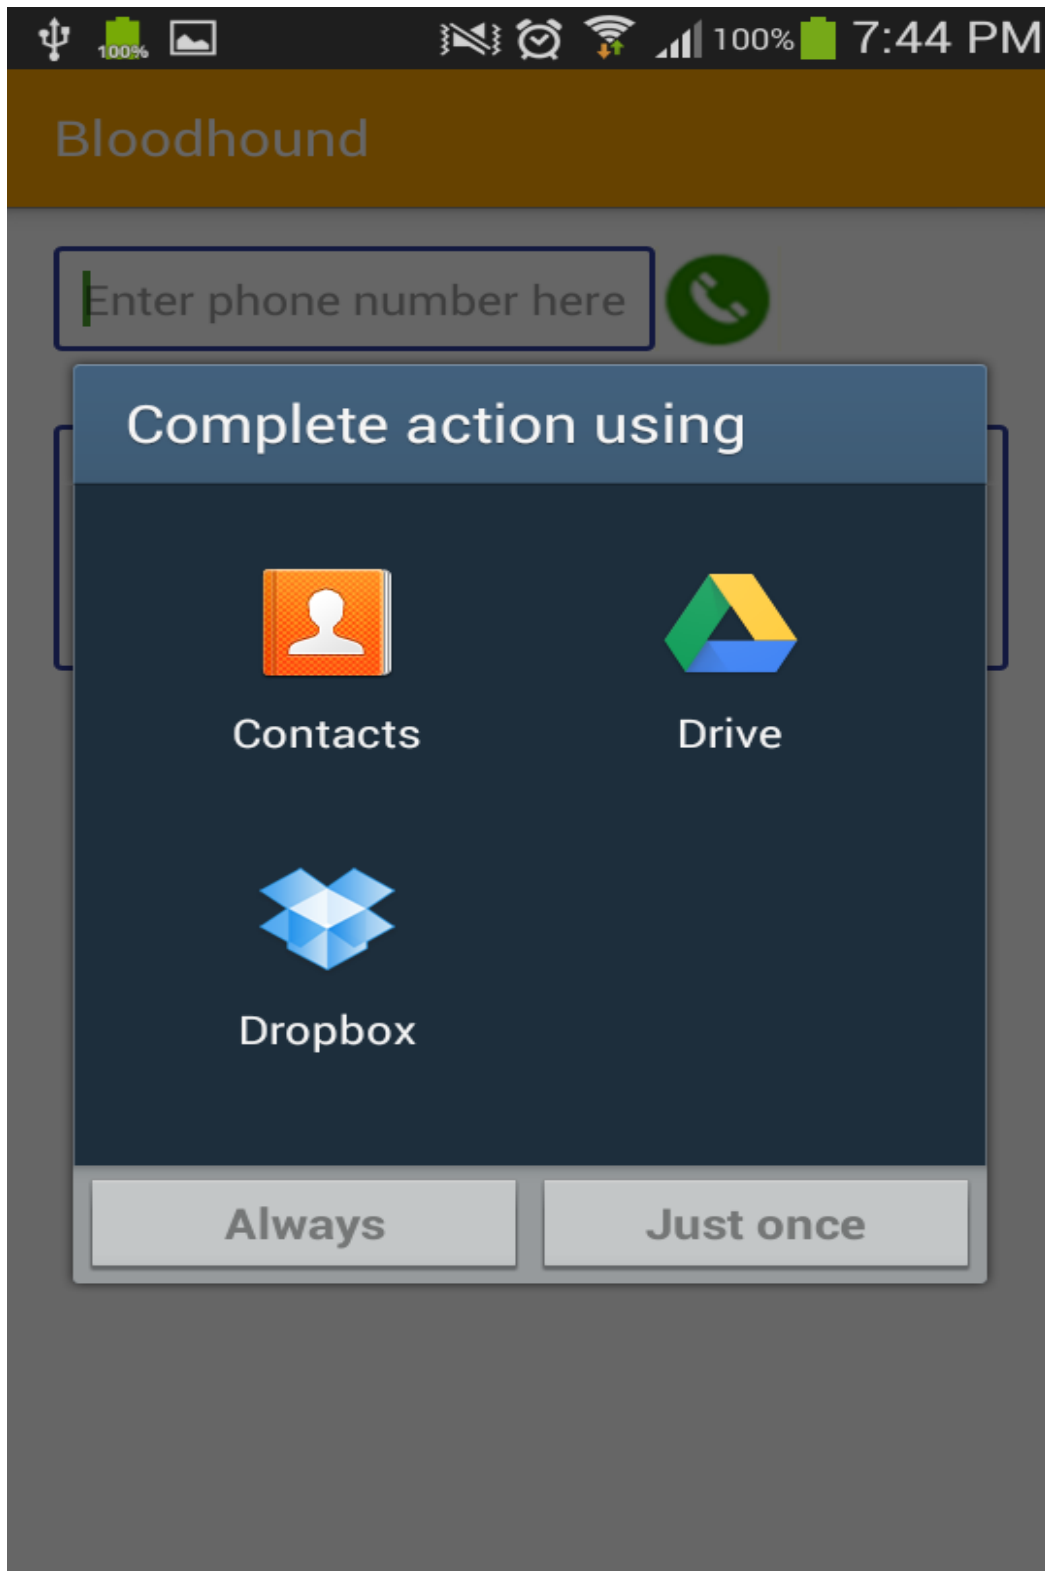 100% 100% 7:44 PM
Bloodhound
Enter phone number here
Complete action using
Contacts Drive
Dropbox
Always Just once